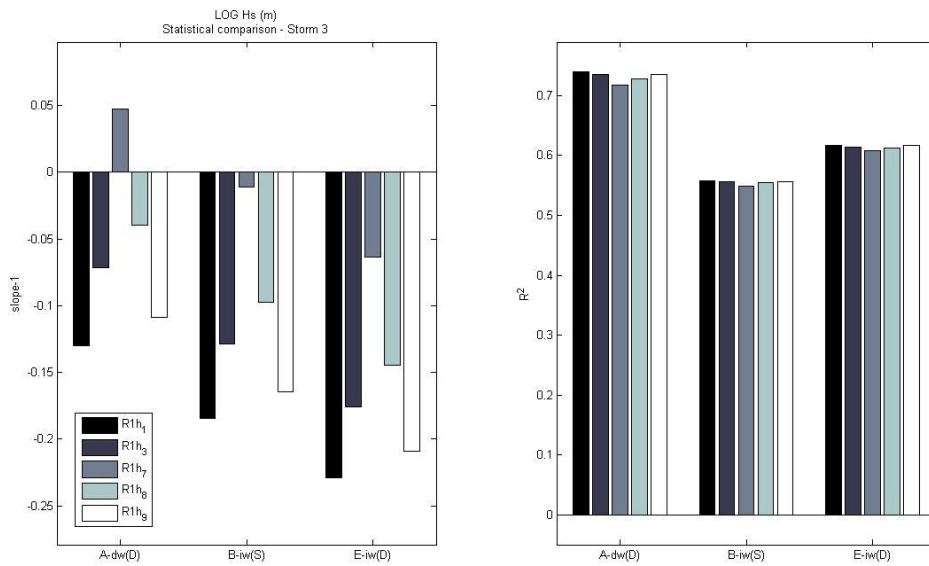 LOG Hs (m)
Statistical comparison - Storm 3
0.05
0
-0.05
-0.1
-0.15
-0.2
-0.25
slope-1
R1h1
R1h3
R1h7
R1h8
R1h9
A-dw(D)
B-iw(S)
E-iw(D)
0.7
0.6
0.5
0.4
0.3
0.2
0.1
0
R2
A-dw(D)
B-iw(S)
E-iw(D)